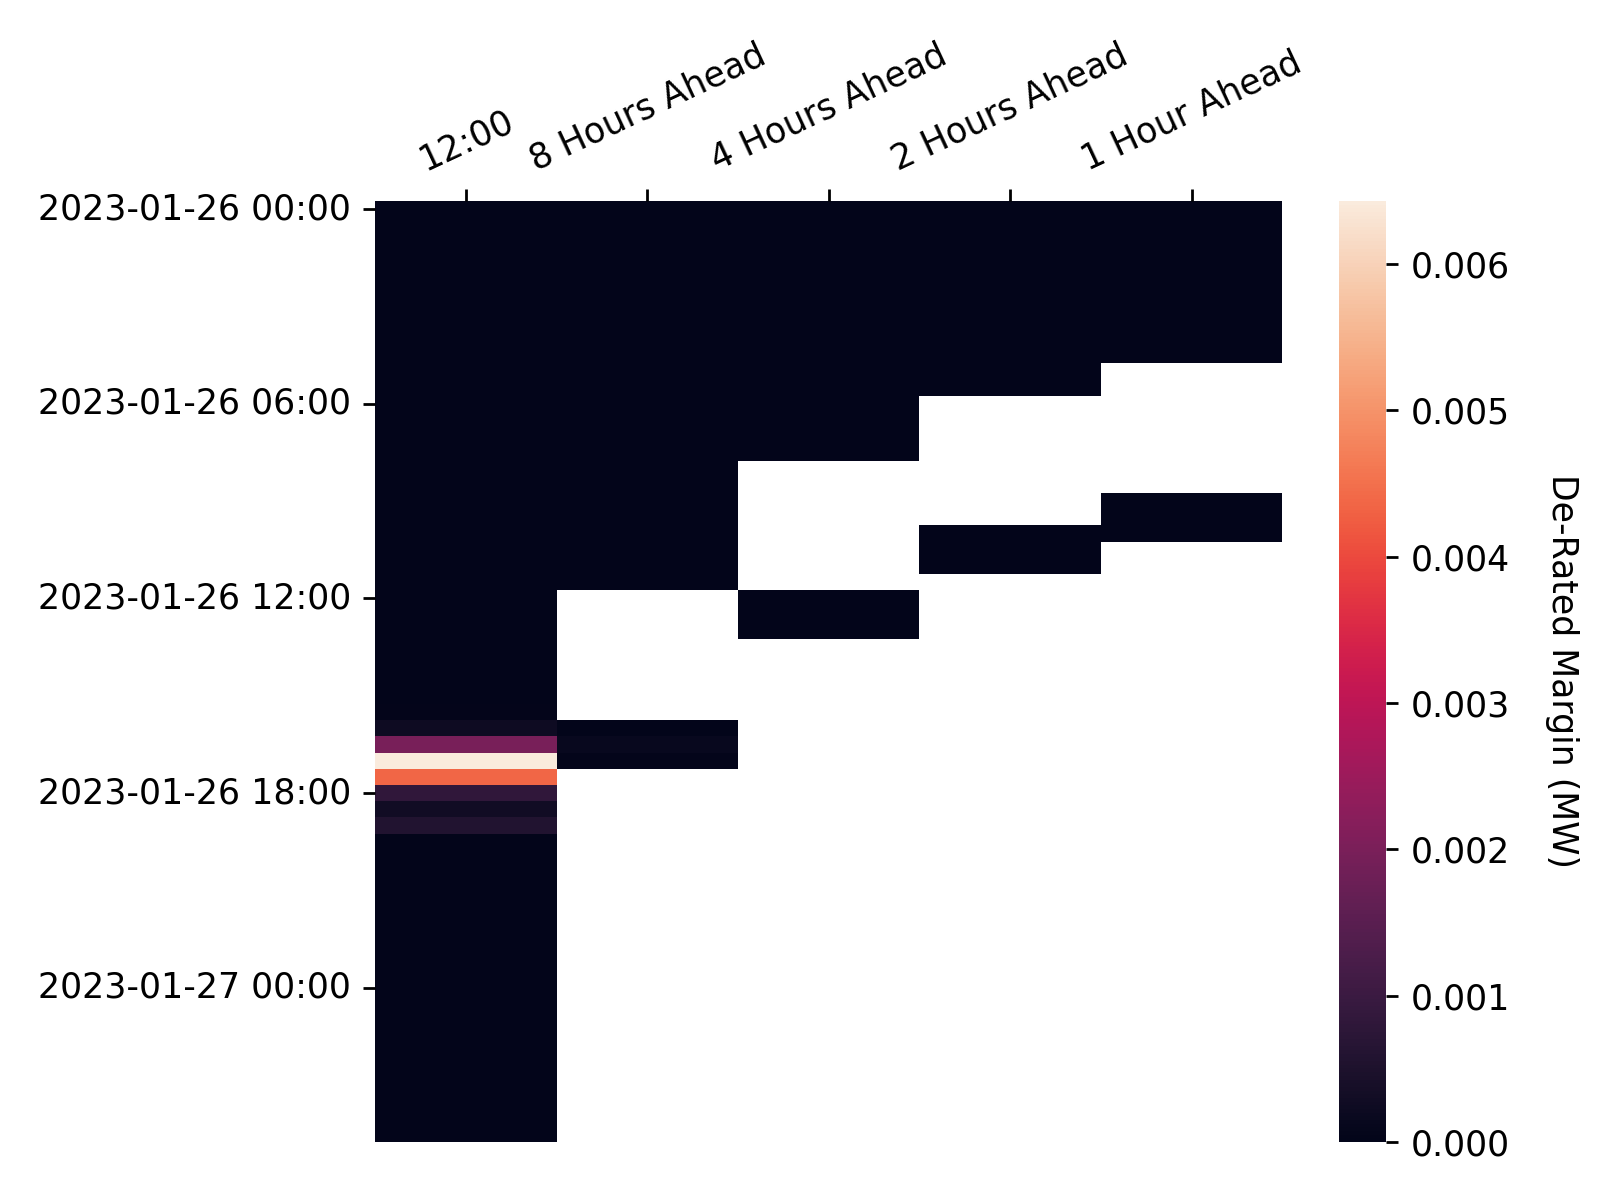 12:00
8 Hours Ahead
4 Hours Ahead
2 Hours Ahead
1 Hour Ahead
2023-01-26 00:00
2023-01-26 06:00
2023-01-26 12:00
2023-01-26 18:00
2023-01-27 00:00
0.006
0.005
0.004
0.003
0.002
0.001
0.000
De-Rated Margin (MW)